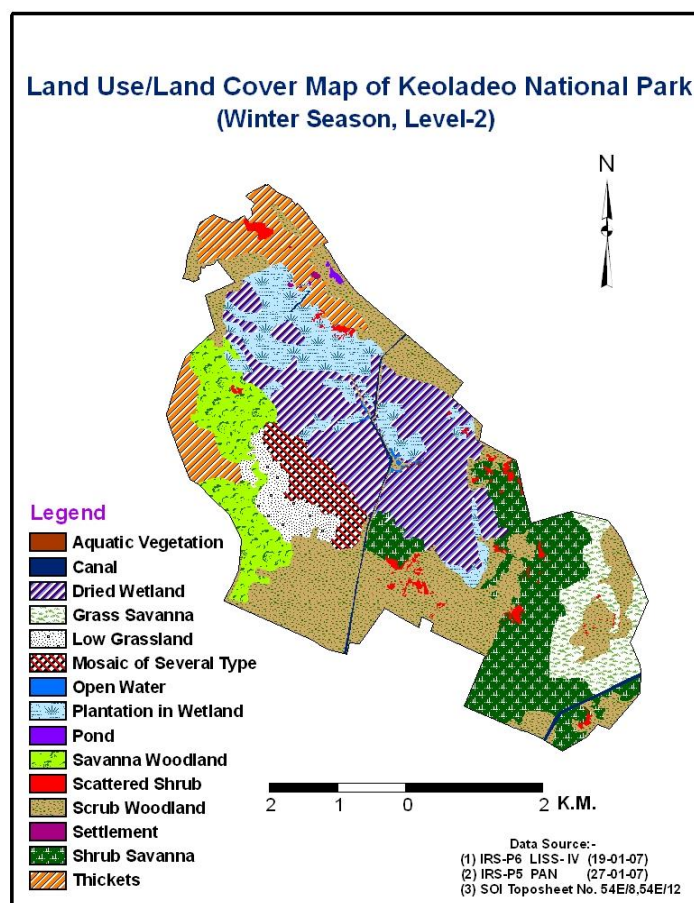 Land Use/Land Cover Map of Keoladeo National Park
(Winter Season, Level-2)
N
Legend
Aquatic Vegetation
Canal
Dried Wetland
Grass Savanna
Low Grassland
Mosaic of Several Type
Open Water
Plantation in Wetland
Pond
Savanna Woodland
Scattered Shrub
Scrub Woodland
Settlement
Shrub Savanna
Thickets
2 1 0 2 K.M.
Data Source:-
(1) IRS-P6 LISS- IV (19-01-07)
(2) IRS-P5 PAN (27-01-07)
(3) SOI Toposheet No. 54E/8,54E/12